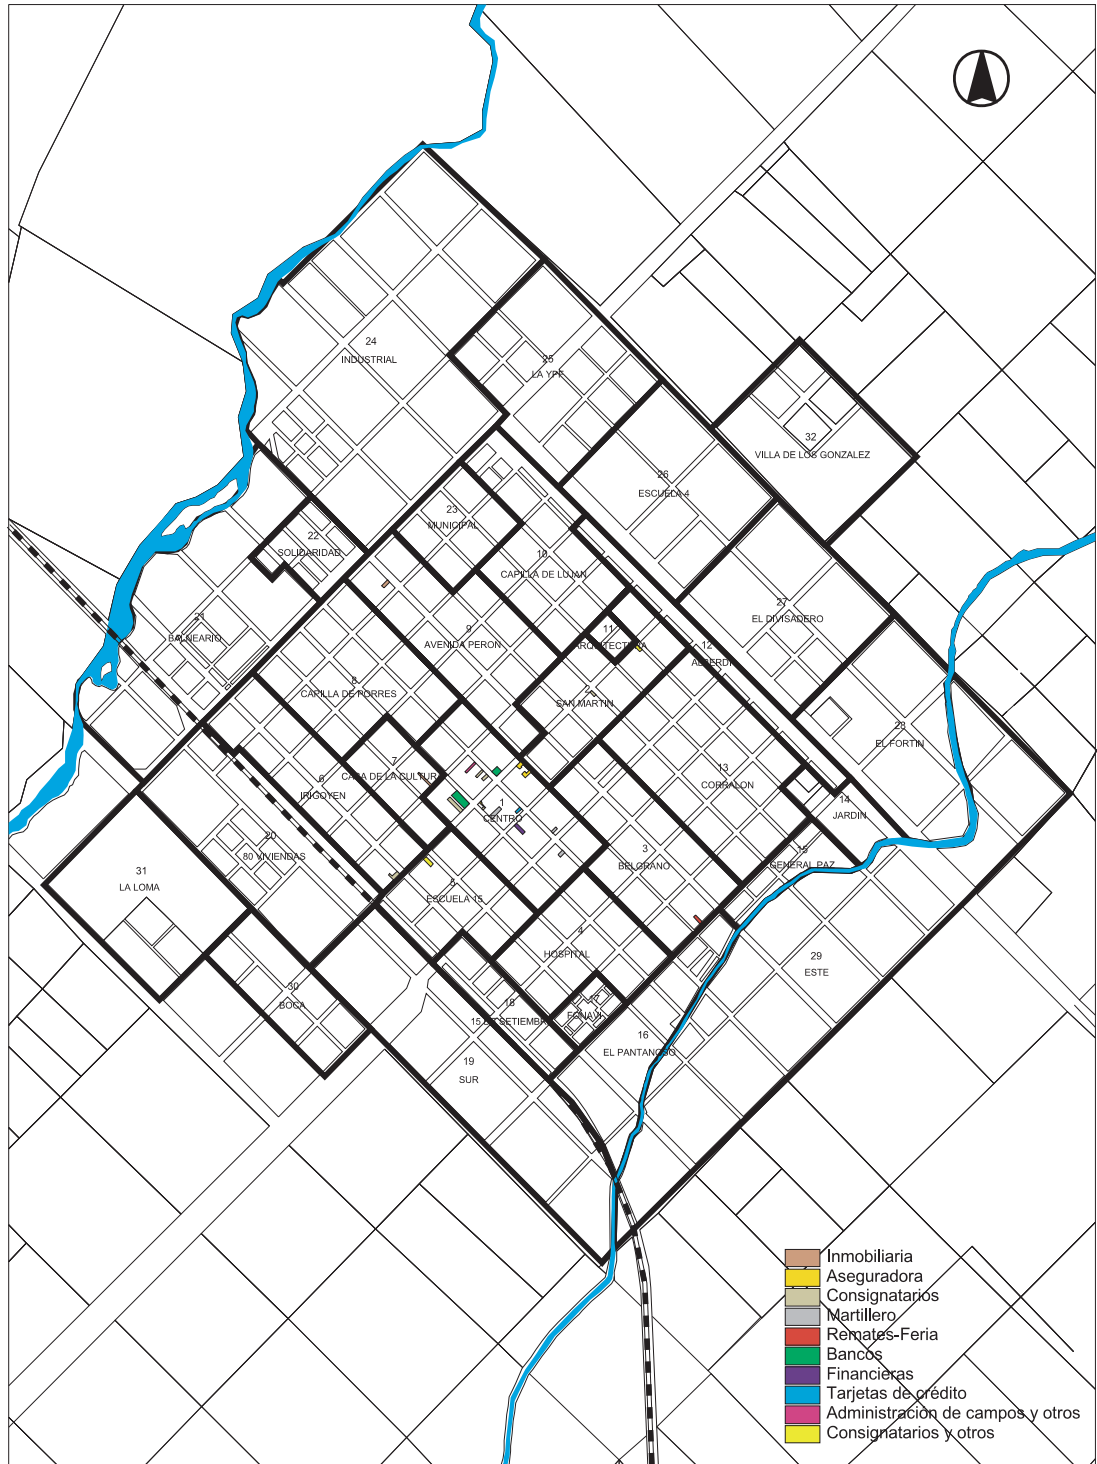 24
INDUSTRIAL
25
LA YPF
32
VILLA DE LOS GONZALEZ
26
ESCUELA 4
23
MUNICIPAL
22
SOLIDARIDAD
10
CAPILLA DE LUJAN
27
EL DIVISADERO
21
BALNEARIO
9
AVENIDA PERON
11
ARQUITECTURA
12
ALBERDI
8
CAPILLA DE PORRES
2
SAN MARTIN
28
EL FORTIN
7
CASA DE LA CULTURA
13
CORRALON
6
IRIGOYEN
1
CENTRO
14
JARDIN
20
80 VIVIENDAS
3
BELGRANO
15
GENERAL PAZ
31
LA LOMA
5
ESCUELA 15
4
HOSPITAL
29
ESTE
30
BOCA
18
15 DE SETIEMBRE
FONAVI
16
EL PANTANOSO
19
SUR
Inmobiliaria
Aseguradora
Consignatarios
Martillero
Remates-Feria
Bancos
Financieras
Tarjetas de crédito
Administración de campos y otros
Consignatarios y otros